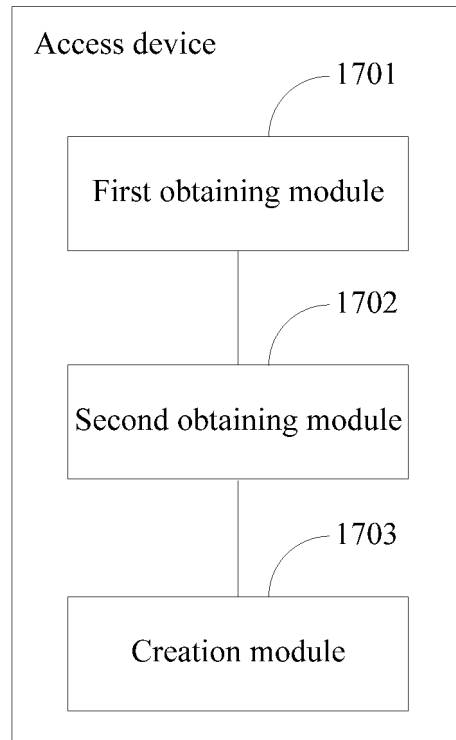 Access device
1701
First obtaining module
1702
Second obtaining module
1703
Creation module